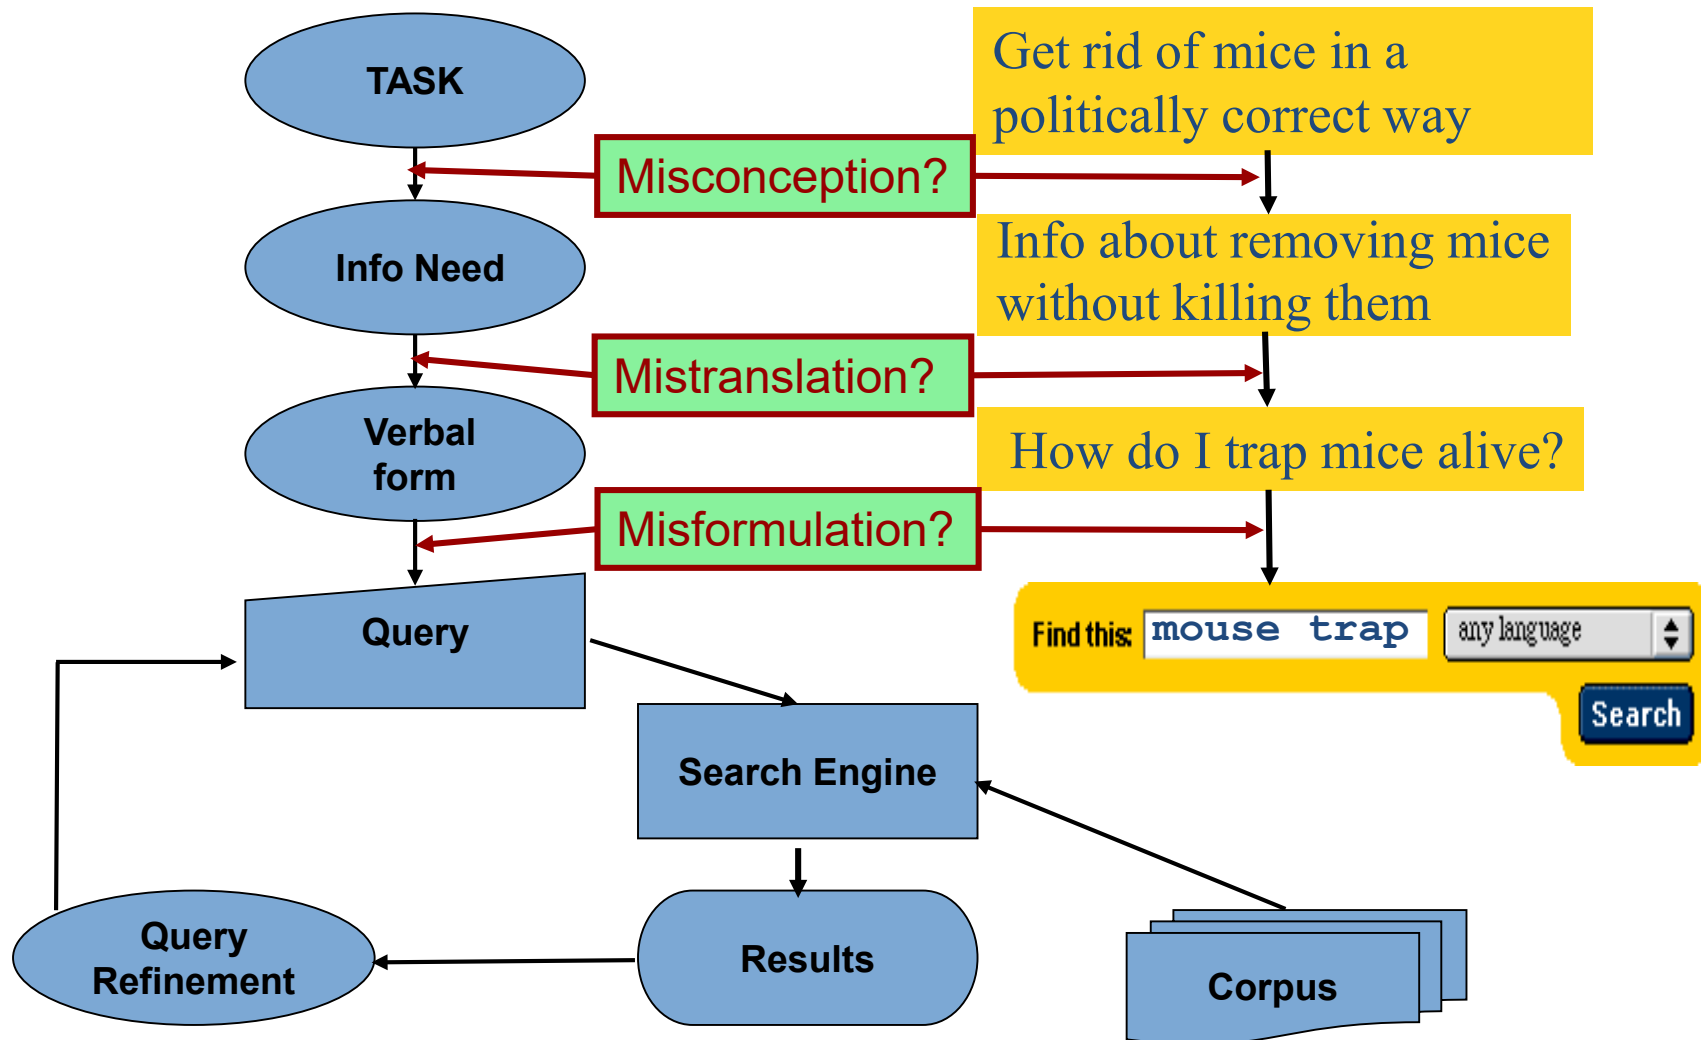 TASK
Get rid of mice in a
politically correct way
Misconception?
Info Need
Info about removing mice
without killing them
Mistranslation?
Verbal
form
How do I trap mice alive?
Misformulation?
Query
Find this: mouse trap any language
Search
Search Engine
Query
Refinement
Results
Corpus